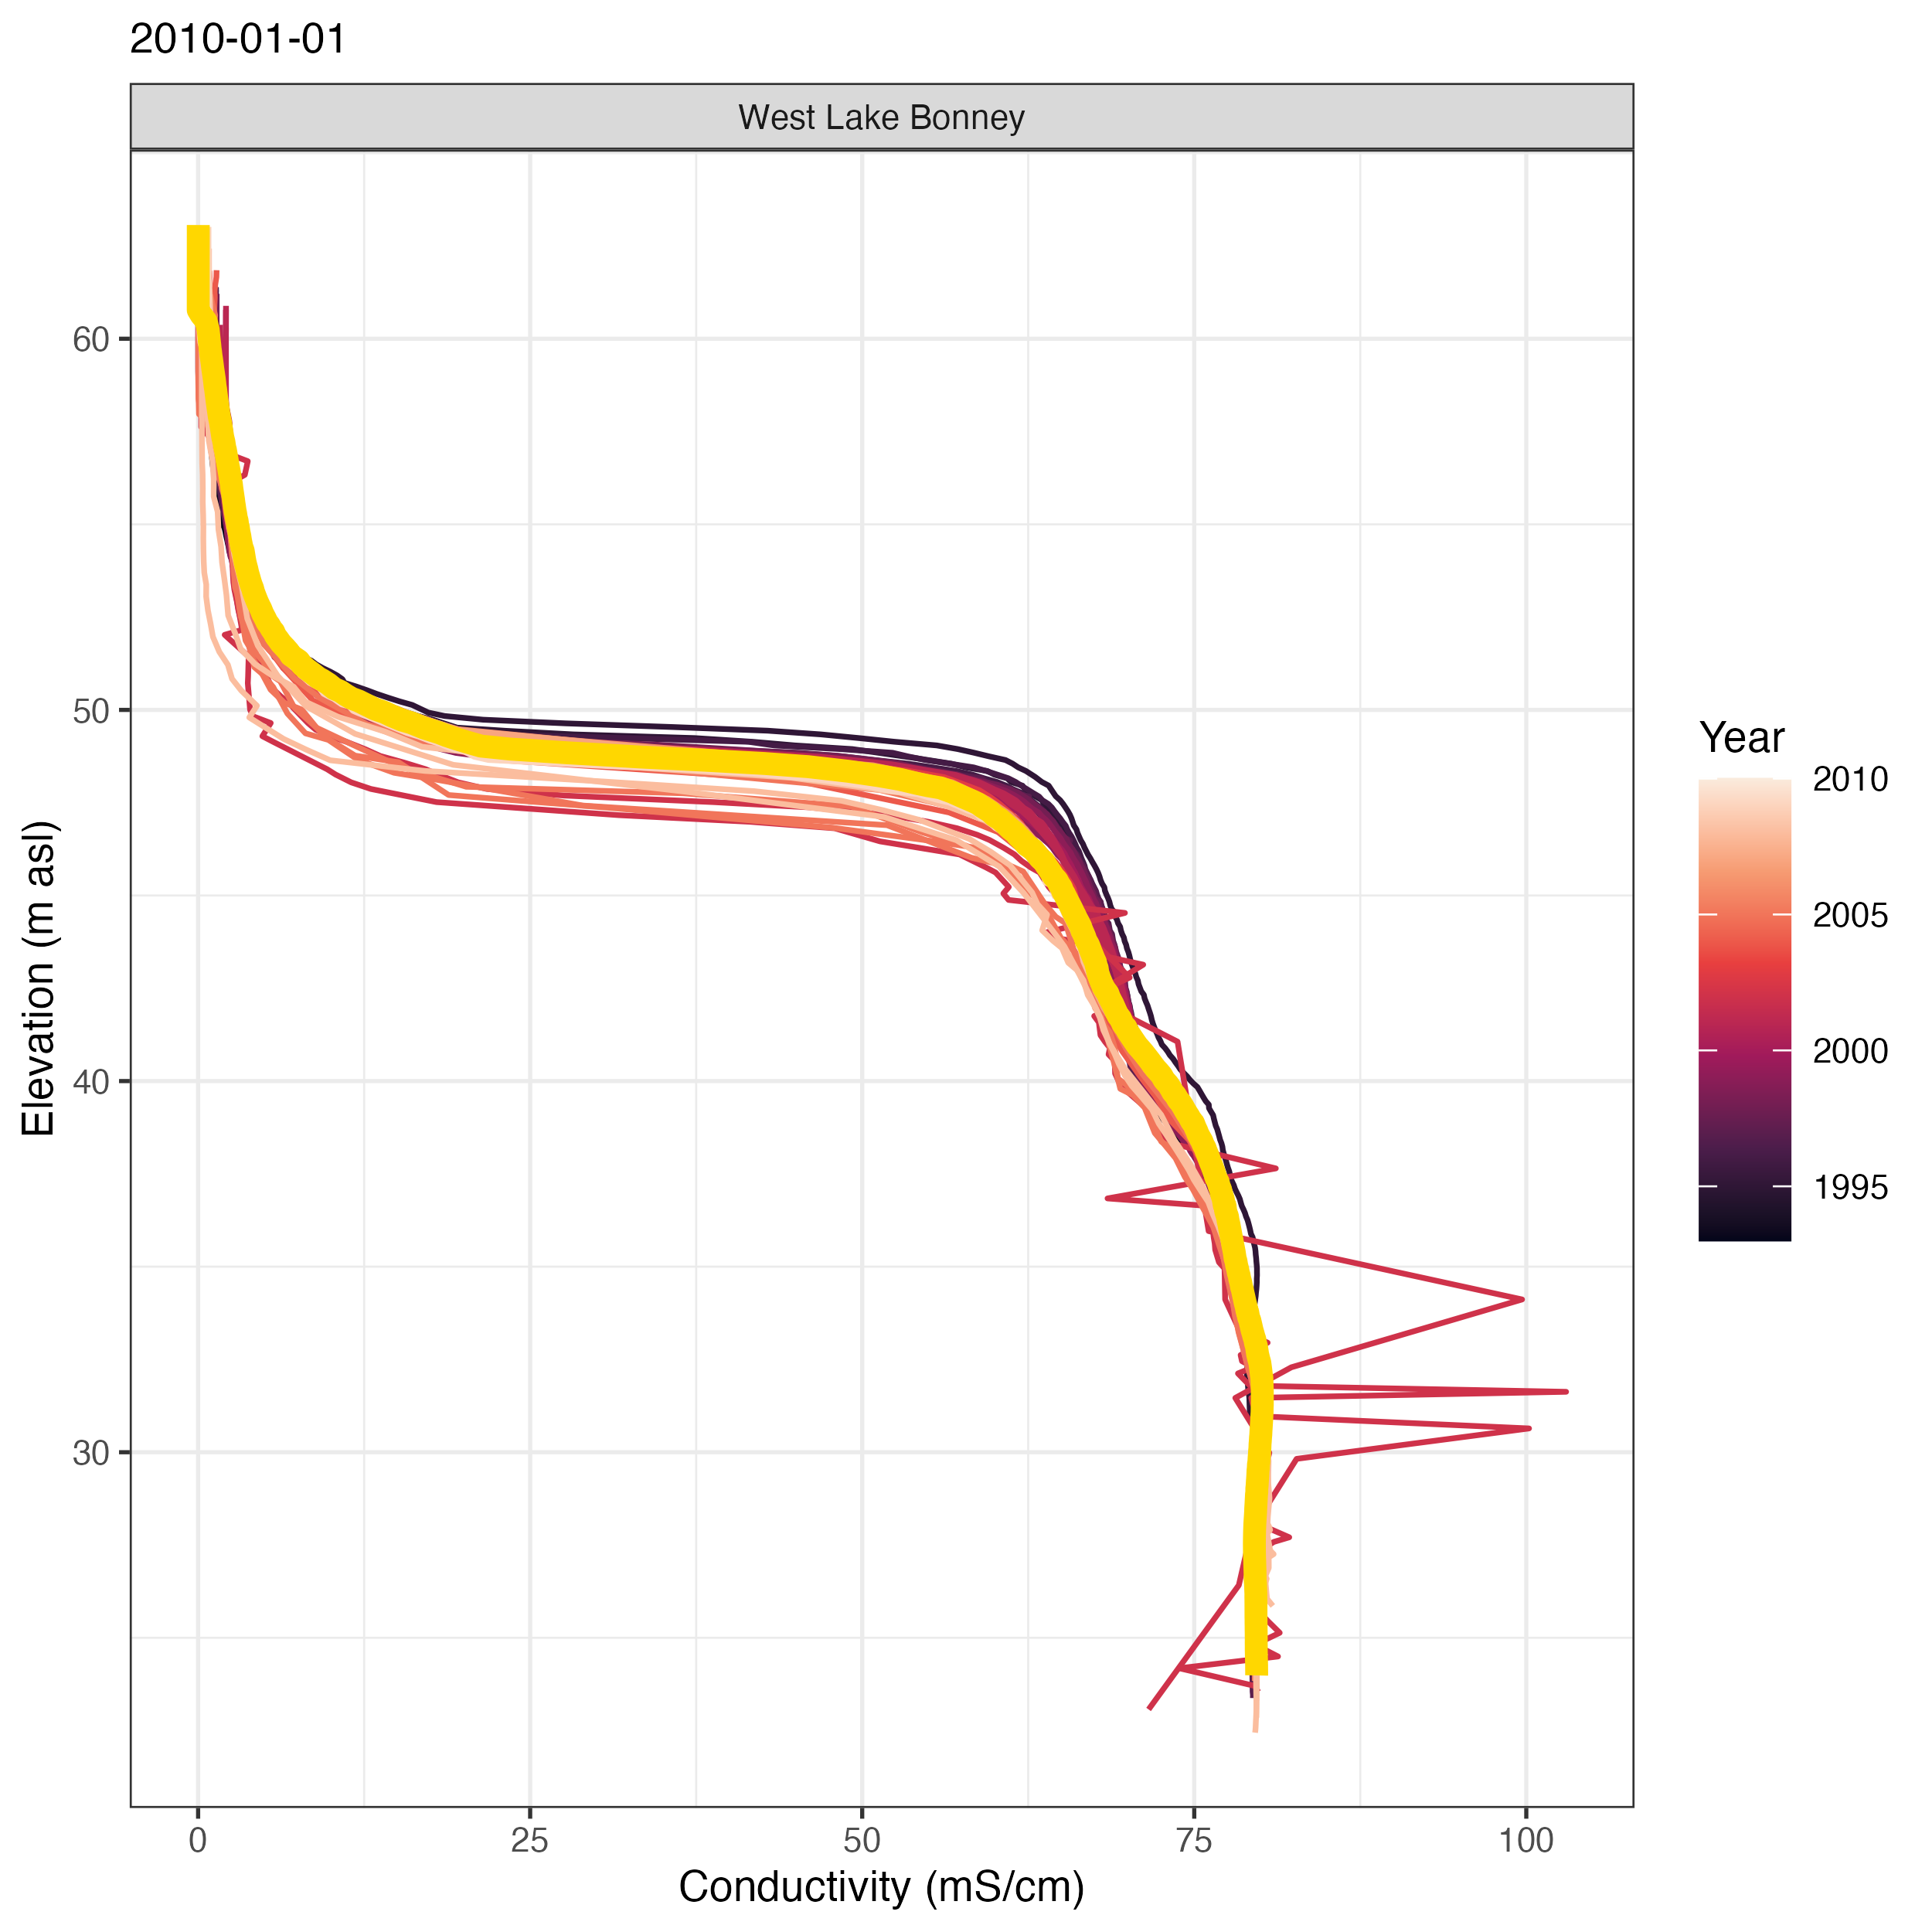 2010-01-01
West Lake Bonney
Elevation (m asl)
60
50
40
30
0 25 50 75 100
Conductivity (mS/cm)
Year
2010
2005
2000
1995